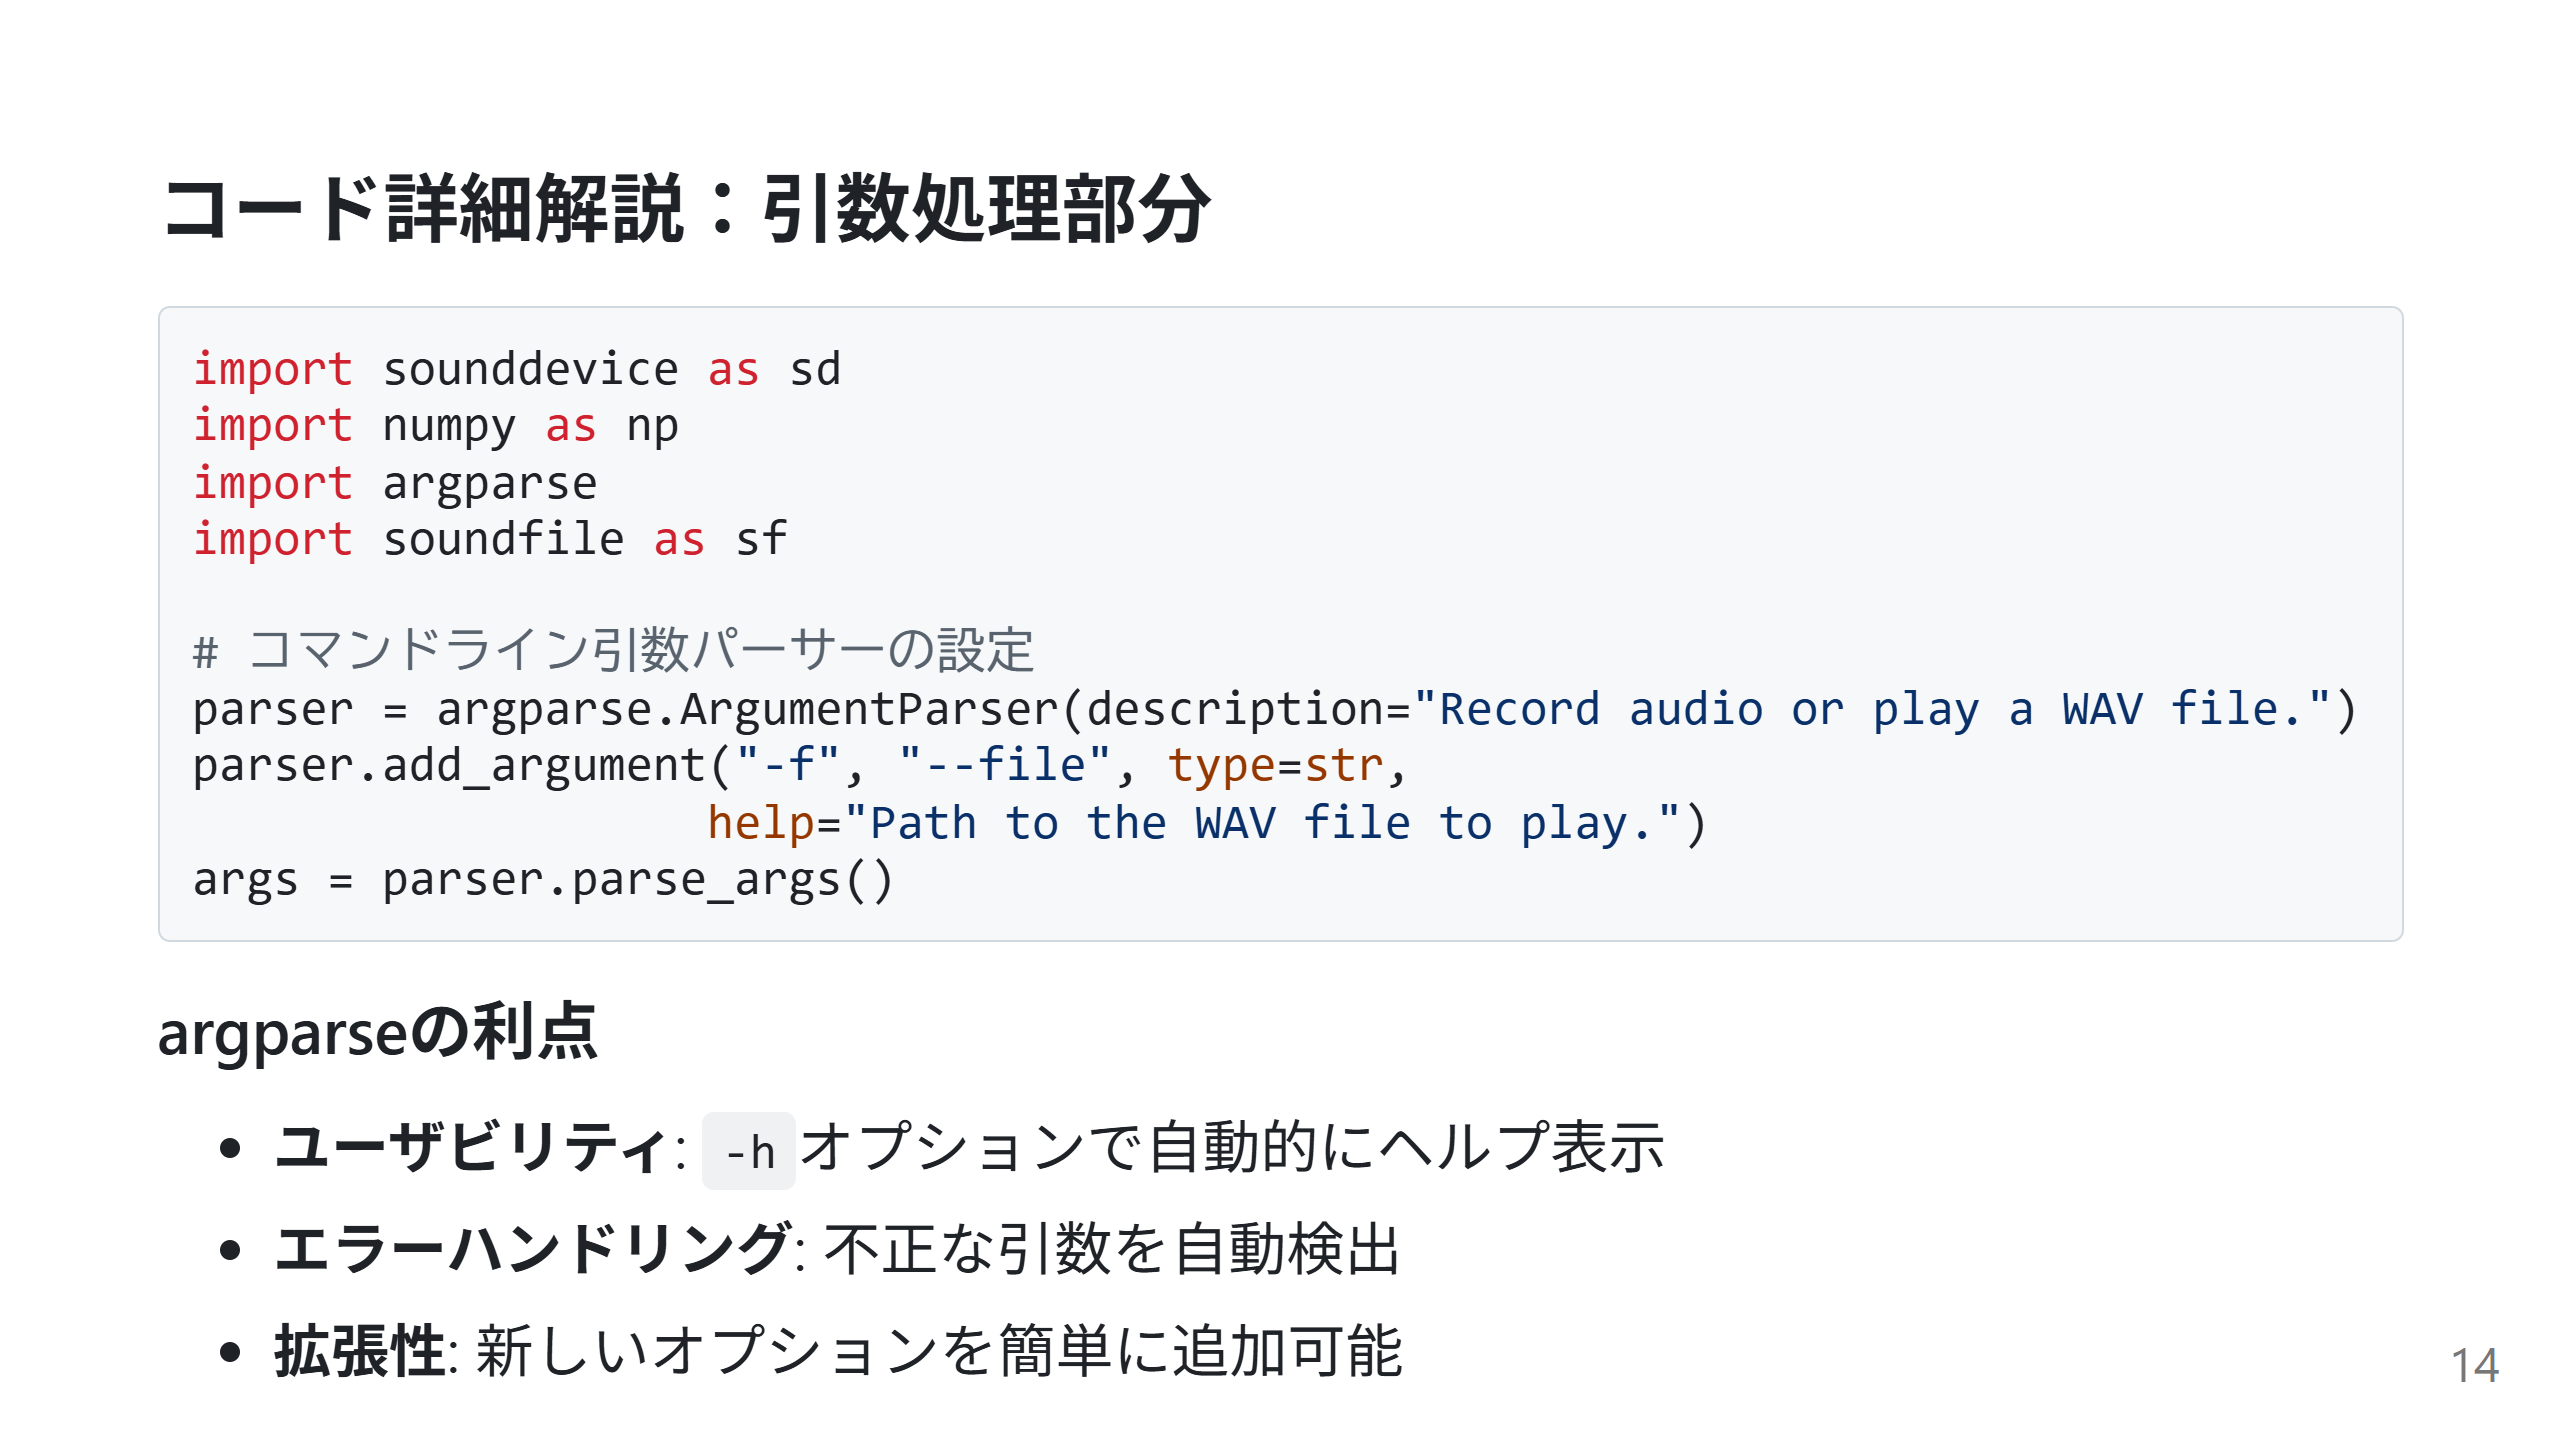 コード詳細解説：引数処理部分
import sounddevice as sd
import numpy as np
import argparse
import soundfile as sf
# コマンドライン引数パーサーの設定
parser = argparse.ArgumentParser(description="Record audio or play a WAV file.")
parser.add_argument("-f", "--file", type=str,
                   help="Path to the WAV file to play.")
args = parser.parse_args()
argparseの利点
• ユーザビリティ: -h オプションで自動的にヘルプ表示
• エラーハンドリング: 不正な引数を自動検出
• 拡張性: 新しいオプションを簡単に追加可能
14